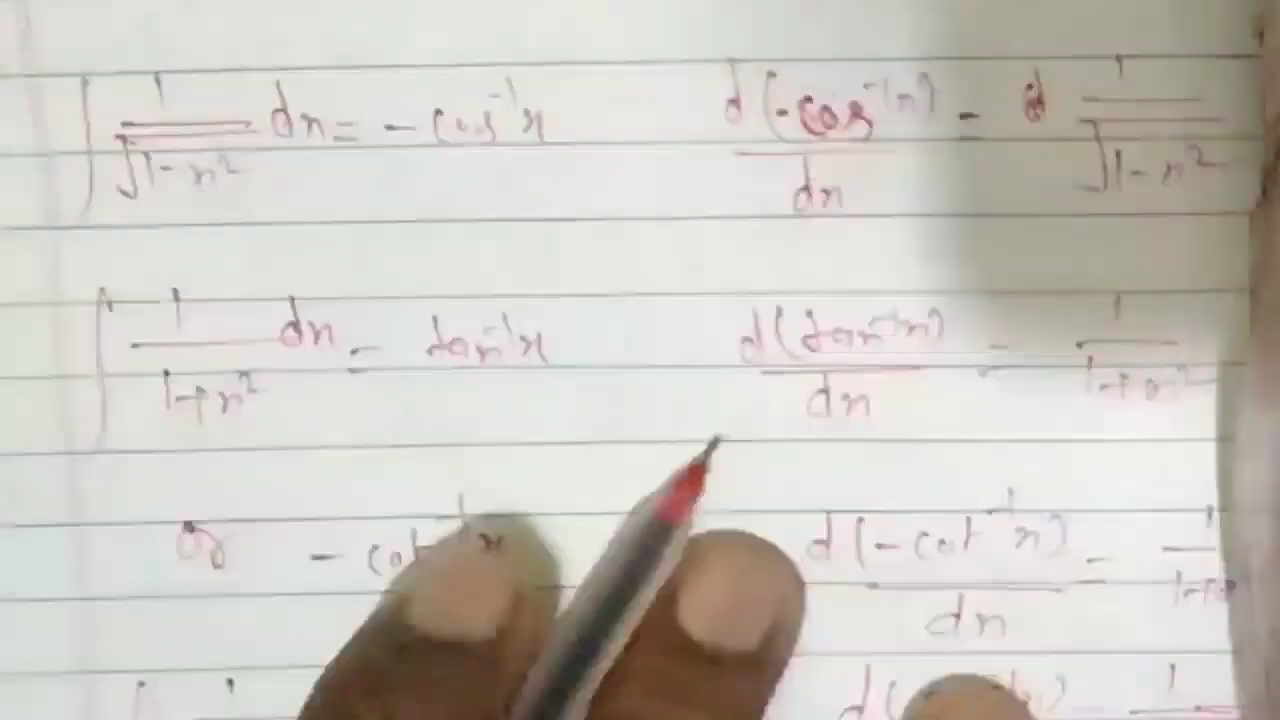 ∫ 1/√(1-x²) dx = -cos⁻¹x    d(-cos⁻¹x)/dx = 1/√(1-x²)
∫ 1/(1+x²) dx = tan⁻¹x    d(tan⁻¹x)/dx = 1/(1+x²)
or -cot⁻¹x    d(-cot⁻¹x)/dx = 1/(1+x²)